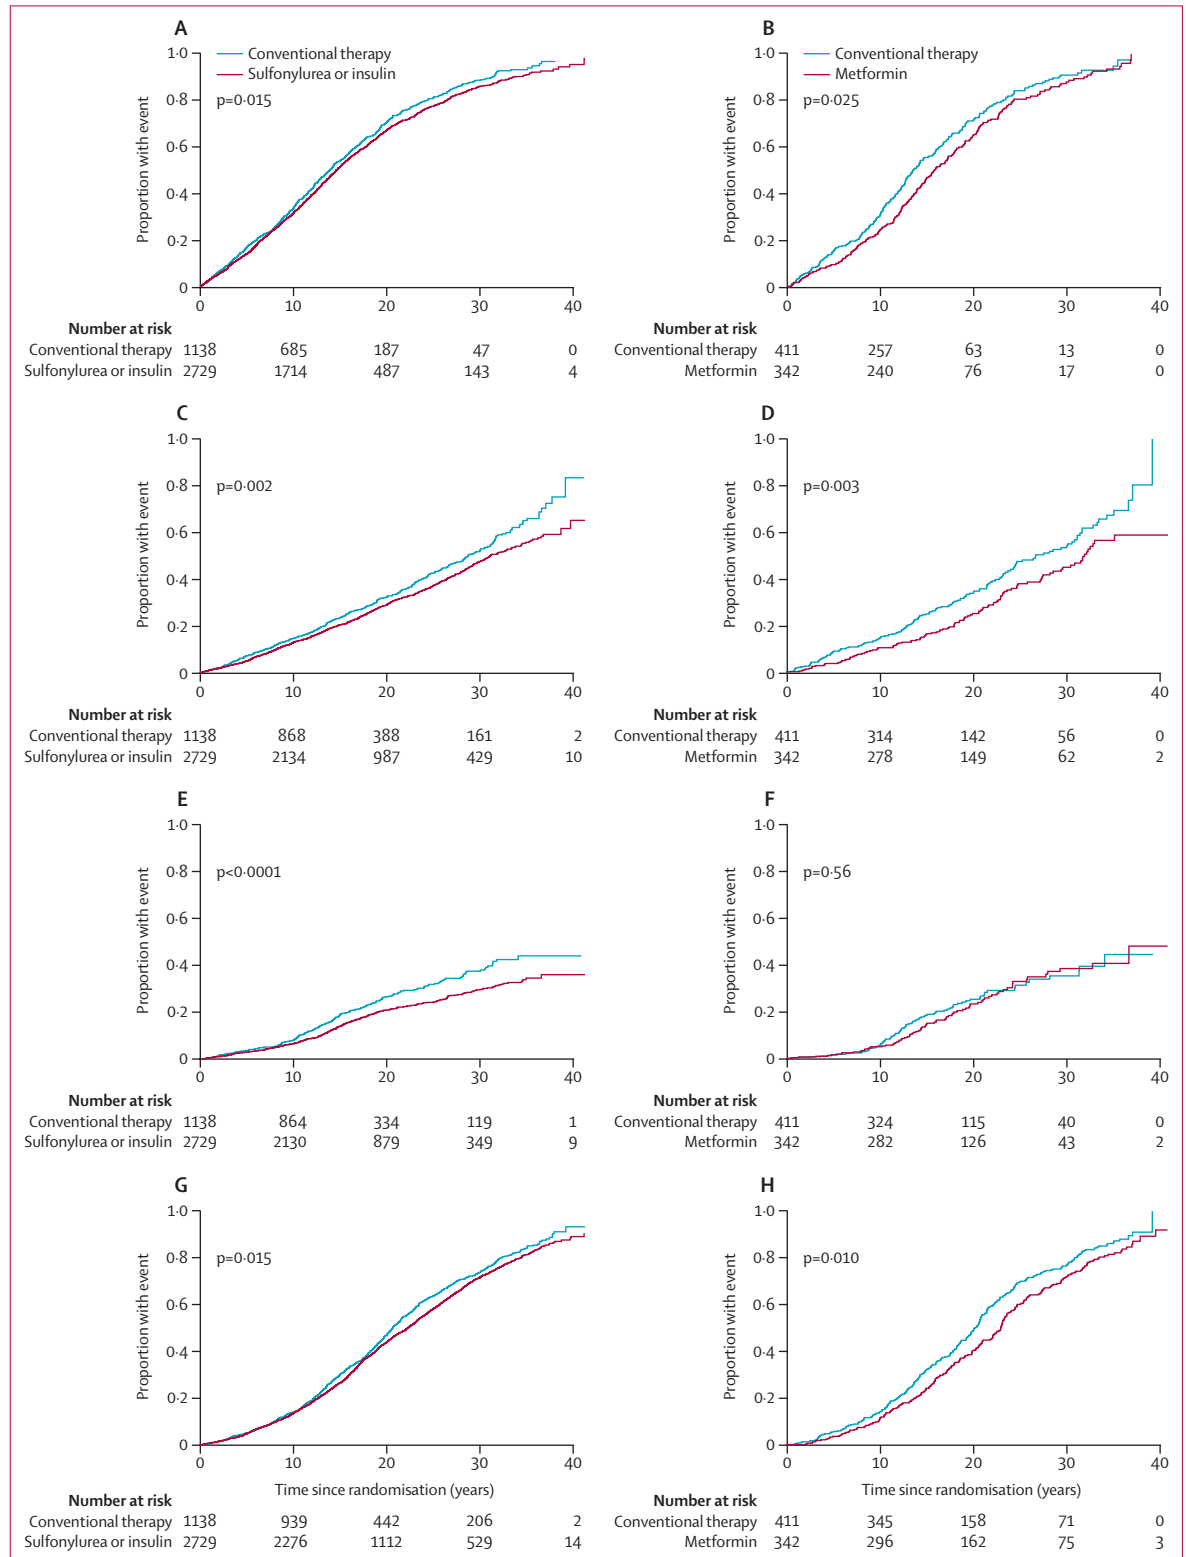 A
1·0
Conventional therapy
Sulfonylurea or insulin
0·8
p=0·015
0·6
0·4
0·2
0
Proportion with event
0 10 20 30 40
Number at risk
Conventional therapy 1138 685 187 47 0
Sulfonylurea or insulin 2729 1714 487 143 4
B
1·0
Conventional therapy
Metformin
0·8
p=0·025
0·6
0·4
0·2
0
Proportion with event
0 10 20 30 40
Number at risk
Conventional therapy 411 257 63 13 0
Metformin 342 240 76 17 0
C
1·0
0·8
p=0·002
0·6
0·4
0·2
0
Proportion with event
0 10 20 30 40
Number at risk
Conventional therapy 1138 868 388 161 2
Sulfonylurea or insulin 2729 2134 987 429 10
D
1·0
0·8
p=0·003
0·6
0·4
0·2
0
Proportion with event
0 10 20 30 40
Number at risk
Conventional therapy 411 314 142 56 0
Metformin 342 278 149 62 2
E
1·0
0·8
p<0·0001
0·6
0·4
0·2
0
Proportion with event
0 10 20 30 40
Number at risk
Conventional therapy 1138 864 334 119 1
Sulfonylurea or insulin 2729 2130 879 349 9
F
1·0
0·8
p=0·56
0·6
0·4
0·2
0
Proportion with event
0 10 20 30 40
Number at risk
Conventional therapy 411 324 115 40 0
Metformin 342 282 126 43 2
G
1·0
0·8
p=0·015
0·6
0·4
0·2
0
Proportion with event
0 10 20 30 40
Time since randomisation (years)
Number at risk
Conventional therapy 1138 939 442 206 2
Sulfonylurea or insulin 2729 2276 1112 529 14
H
1·0
0·8
p=0·010
0·6
0·4
0·2
0
Proportion with event
0 10 20 30 40
Time since randomisation (years)
Number at risk
Conventional therapy 411 345 158 71 0
Metformin 342 296 162 75 3